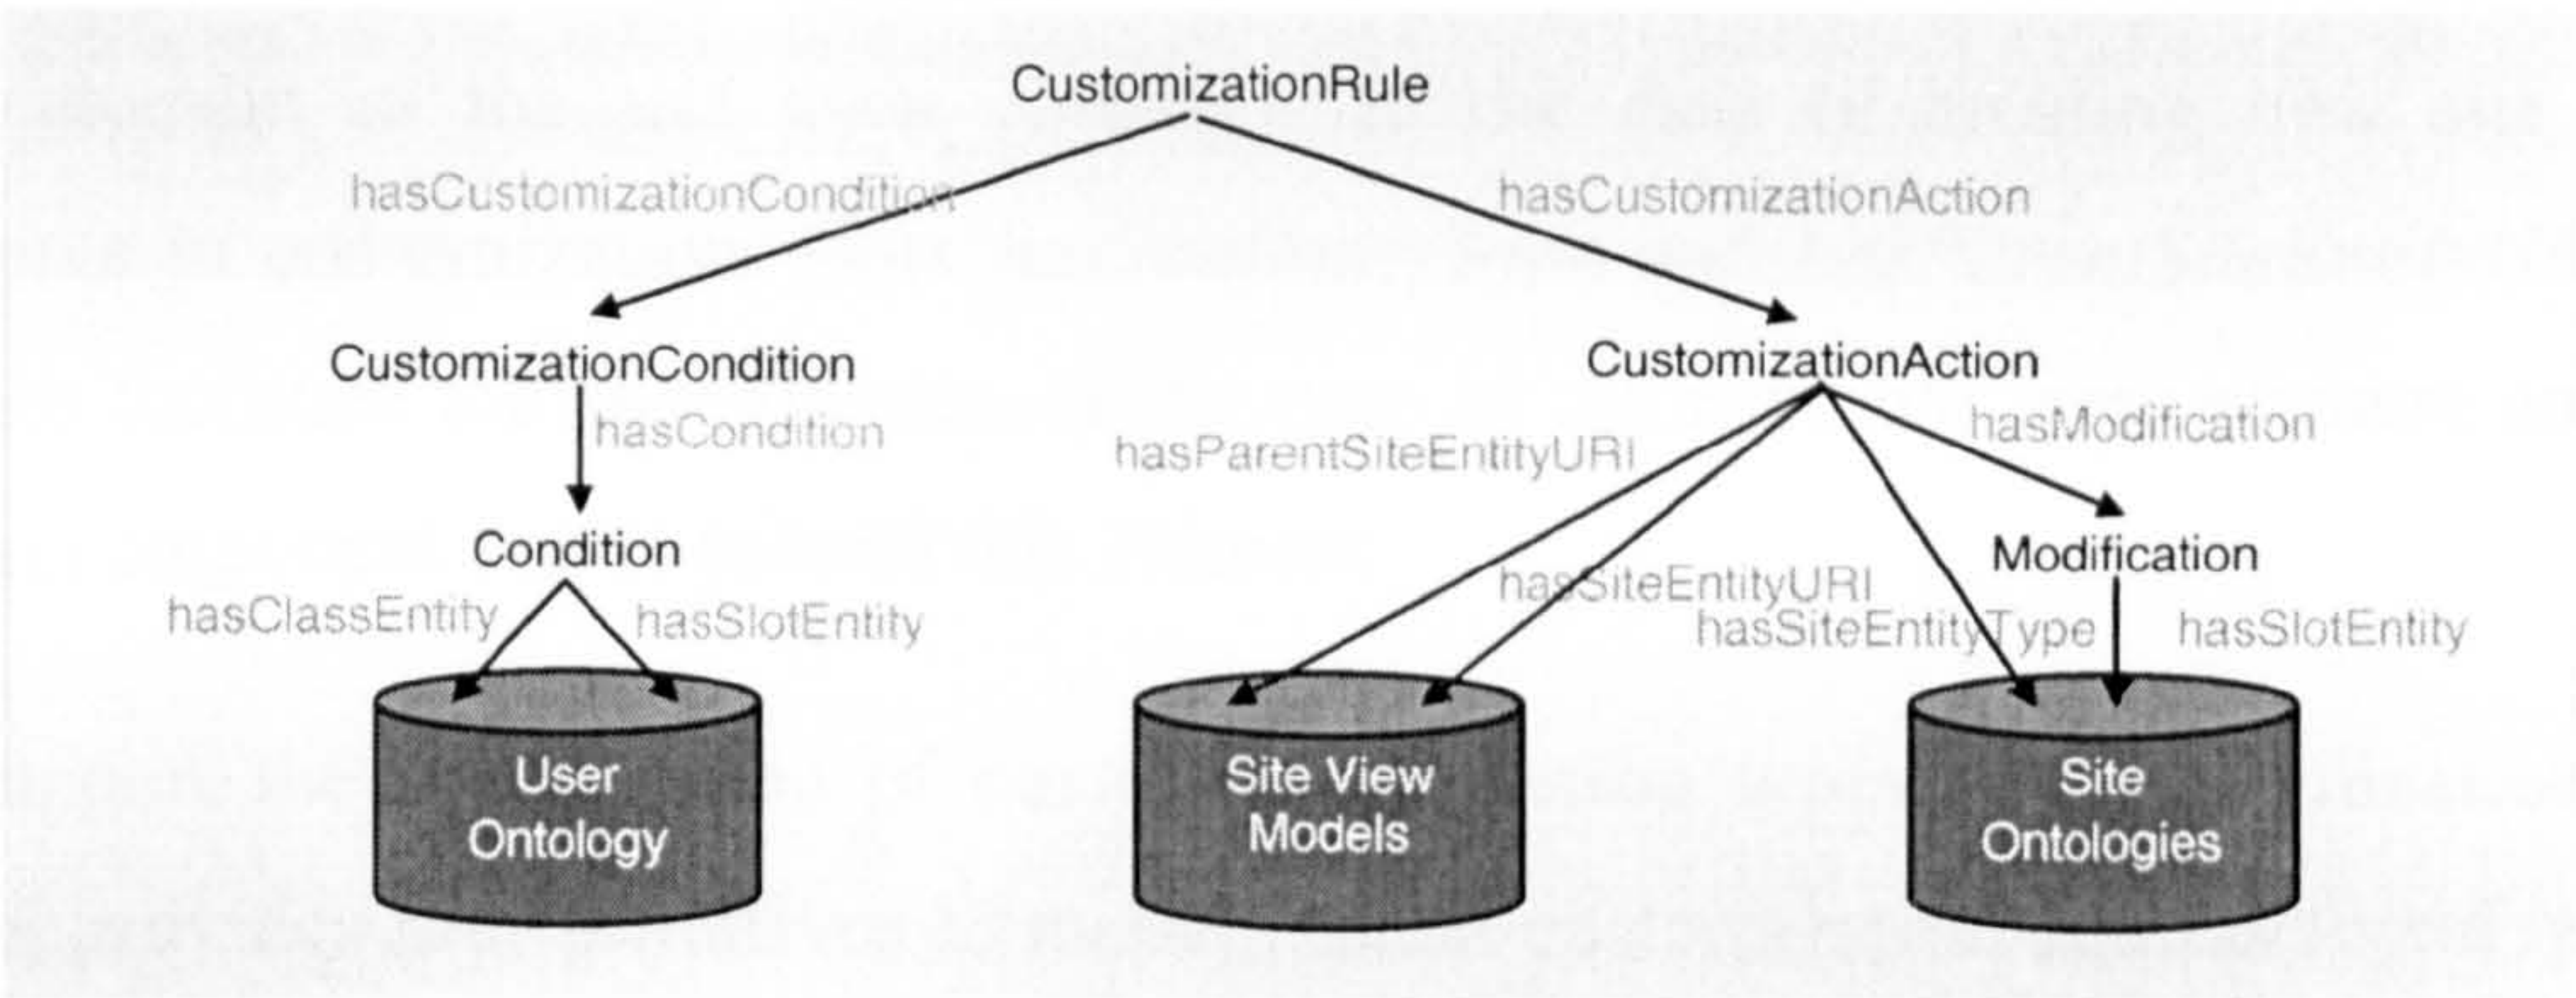 CustomizationRule
hasCustomizationCondition
hasCustomizationAction
CustomizationCondition
CustomizationAction
hasCondition
hasParentSiteEntityURI
hasModification
Condition
Modification
hasClassEntity
hasSlotEntity
hasSiteEntityURI
hasSiteEntityType
hasSlotEntity
User
Ontology
Site View
Models
Site
Ontologies